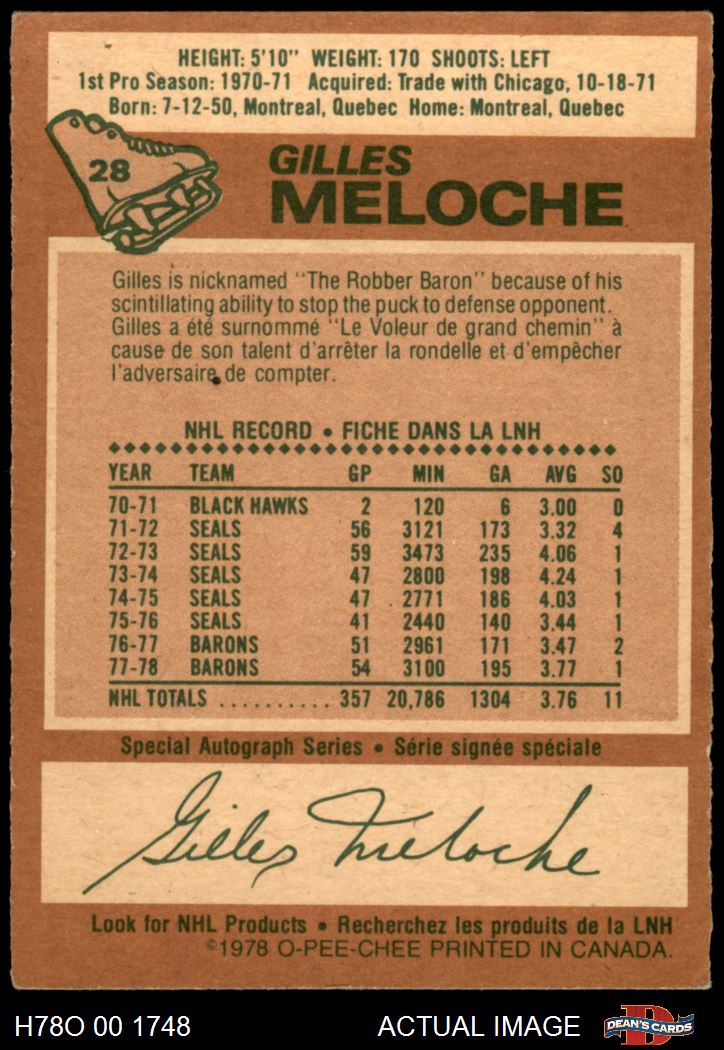 HEIGHT: 5'10" WEIGHT: 170 SHOOTS: LEFT
1st Pro Season: 1970-71 Acquired: Trade with Chicago, 10-18-71
Born: 7-12-50, Montreal, Quebec Home: Montreal, Quebec
28
GILLES
MELOCHE
Gilles is nicknamed "The Robber Baron" because of his
scintillating ability to stop the puck to defense opponent.
Gilles a été surnommé "Le Voleur de grand chemin" à
cause de son talent d'arrêter la rondelle et d'empêcher
l'adversaire de compter.
NHL RECORD • FICHE DANS LA LNH
YEAR TEAM GP MIN GA AVG SO
70-71 BLACK HAWKS 2 120 6 3.00 0
71-72 SEALS 56 3121 173 3.32 4
72-73 SEALS 59 3473 235 4.06 1
73-74 SEALS 47 2800 198 4.24 1
74-75 SEALS 47 2771 186 4.03 1
75-76 SEALS 41 2440 140 3.44 1
76-77 BARONS 51 2961 171 3.47 2
77-78 BARONS 54 3100 195 3.77 1
NHL TOTALS .......... 357 20,786 1304 3.76 11
Special Autograph Series • Série signée spéciale
Gilles Meloche
Look for NHL Products • Recherchez les produits de la LNH
©1978 O-PEE-CHEE PRINTED IN CANADA.
H78O 00 1748 ACTUAL IMAGE D DEAN'S CARDS